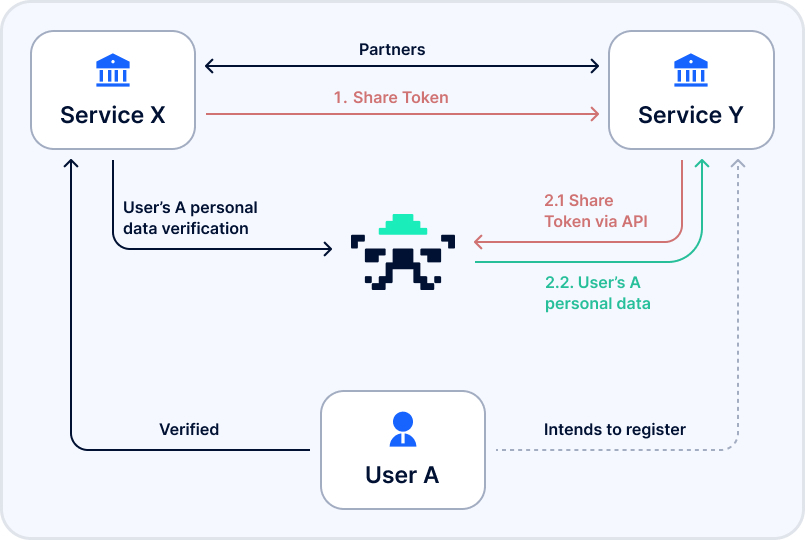 Partners
Service X
Service Y
1. Share Token
User's A personal
data verification
2.1 Share
Token via API
2.2. User's A
personal data
Verified
Intends to register
User A